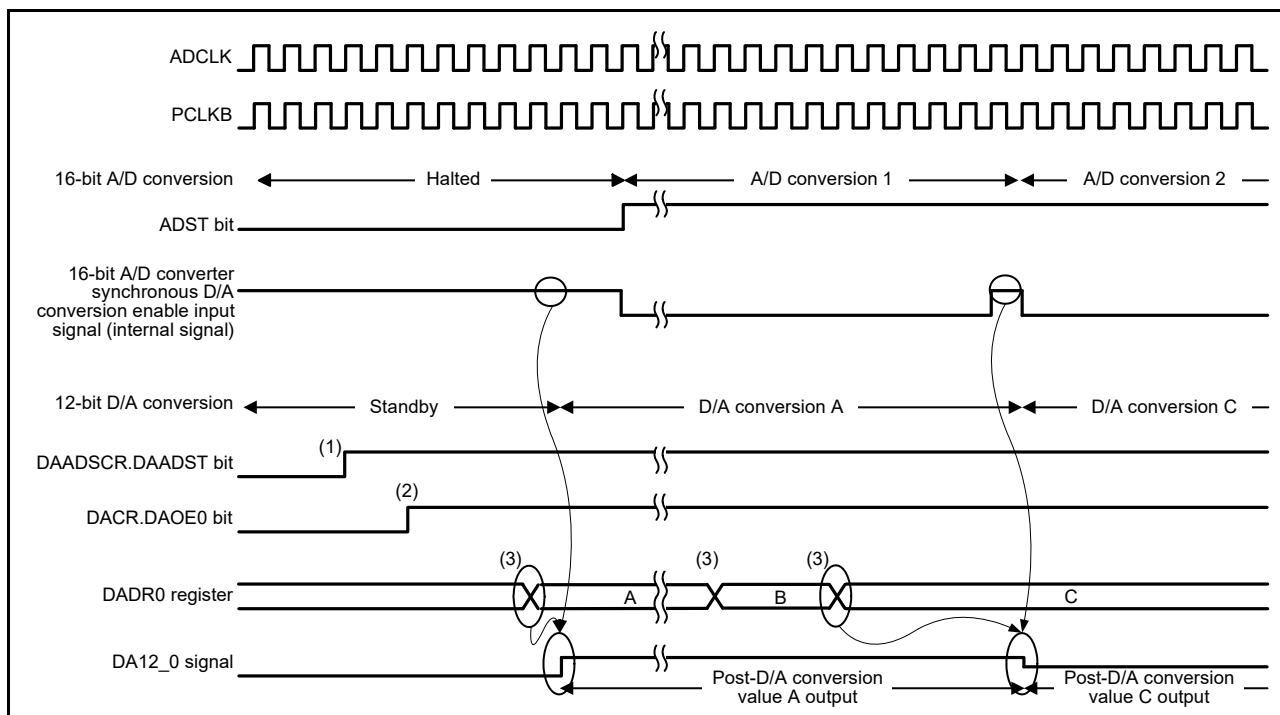 ADCLK
PCLKB
16-bit A/D conversion
Halted
A/D conversion 1
A/D conversion 2
ADST bit
16-bit A/D converter
synchronous D/A
conversion enable input
signal (internal signal)
12-bit D/A conversion
Standby
D/A conversion A
D/A conversion C
(1)
DAADSCR.DAADST bit
(2)
DACR.DAOE0 bit
(3)
(3)
(3)
DADR0 register
A
B
C
DA12_0 signal
Post-D/A conversion
value A output
Post-D/A conversion
value C output